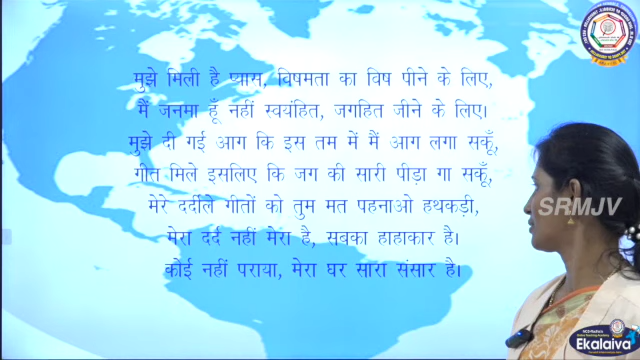 मुझे मिली है प्यास, विषमता का विष पीने के लिए,
मैं जनमा हूँ नहीं स्वयंहित, जगहित जीने के लिए।
मुझे दी गई आग कि इस तम में मैं आग लगा सकूँ,
गीत मिले इसलिए कि जग की सारी पीड़ा गा सकूँ,
मेरे दर्दीले गीतों को तुम मत पहनाओ हथकड़ी,
मेरा दर्द नहीं मेरा है, सबका हाहाकार है।
कोई नहीं पराया, मेरा घर सारा संसार है।
SRMJV
Ekalaiva